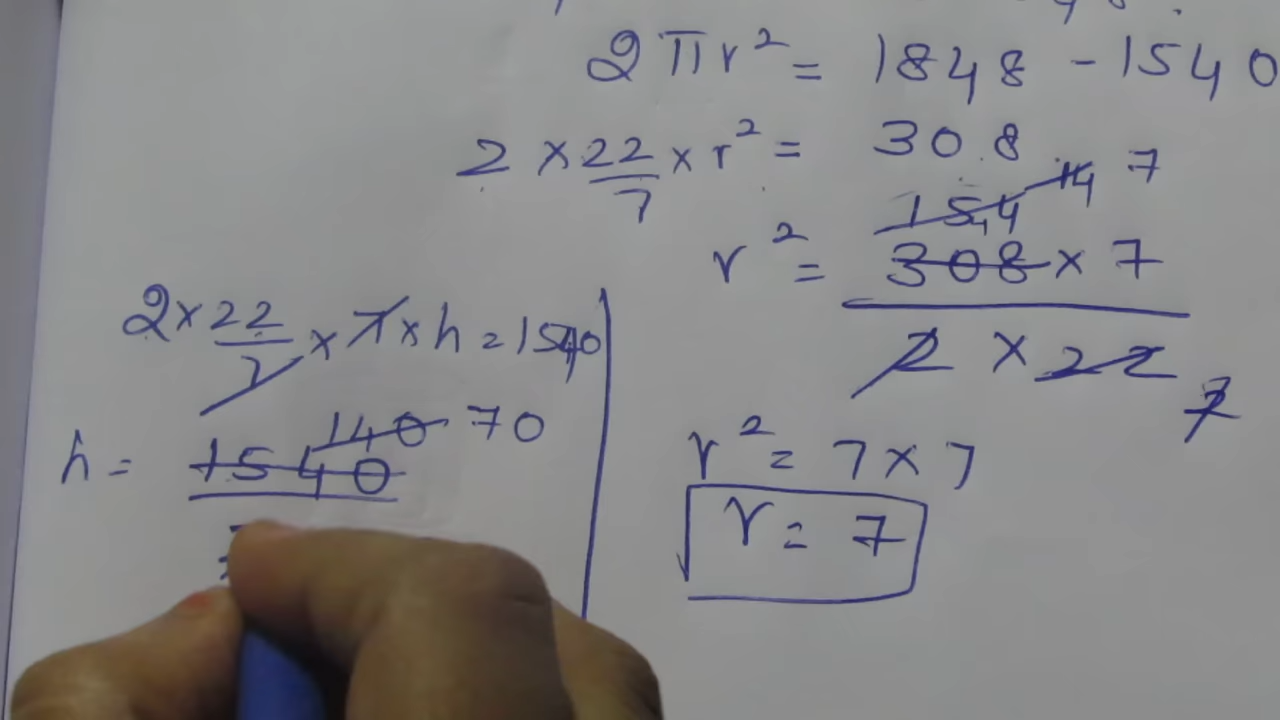 2πr² = 1848 - 1540
2 × 22/7 × r² = 308
154 14 7
r² = 308 × 7
2 × 22 7
r² = 7 × 7
r = 7
2 × 22/7 × 7 × h = 1540
140 70
h = 1540